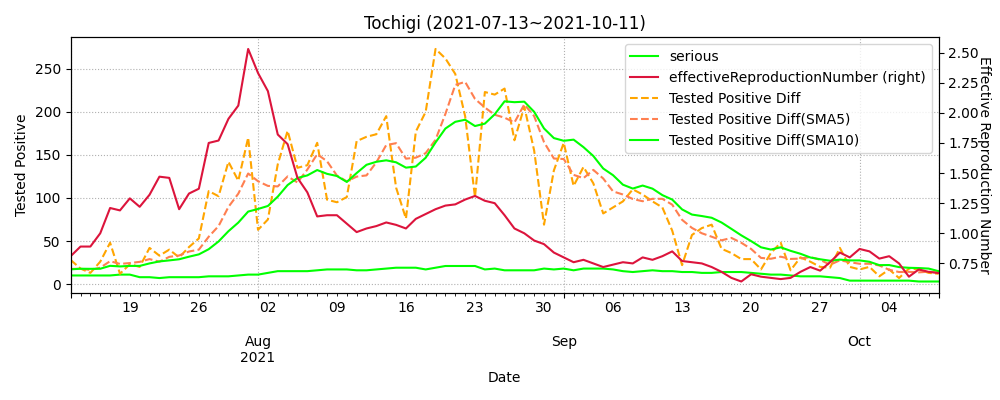 Tochigi (2021-07-13~2021-10-11)
serious
effectiveReproductionNumber (right)
Tested Positive Diff
Tested Positive Diff(SMA5)
Tested Positive Diff(SMA10)
Tested Positive
250
200
150
100
50
0
2.50
2.25
2.00
1.75
1.50
1.25
1.00
0.75
Effective Reproduction Number
19 26 02 09 16 23 30 06 13 20 27 04
Aug Sep Oct
2021
Date